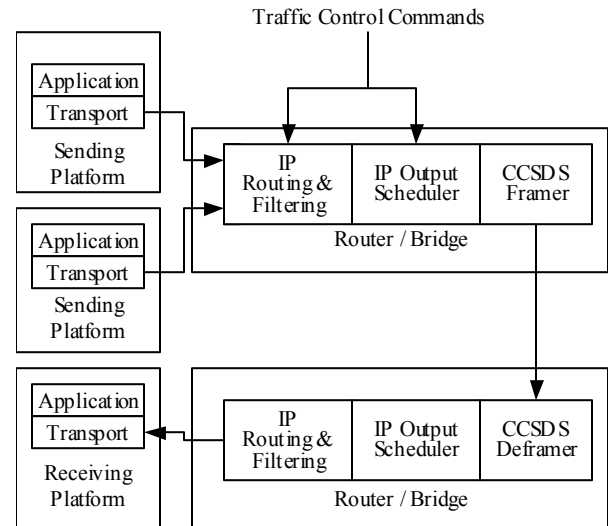 Traffic Control Commands
Application
Transport
Sending
Platform
IP
Routing &
Filtering
IP Output
Scheduler
CCSDS
Framer
Router / Bridge
Application
Transport
Sending
Platform
Application
Transport
Receiving
Platform
IP
Routing &
Filtering
IP Output
Scheduler
CCSDS
Deframer
Router / Bridge